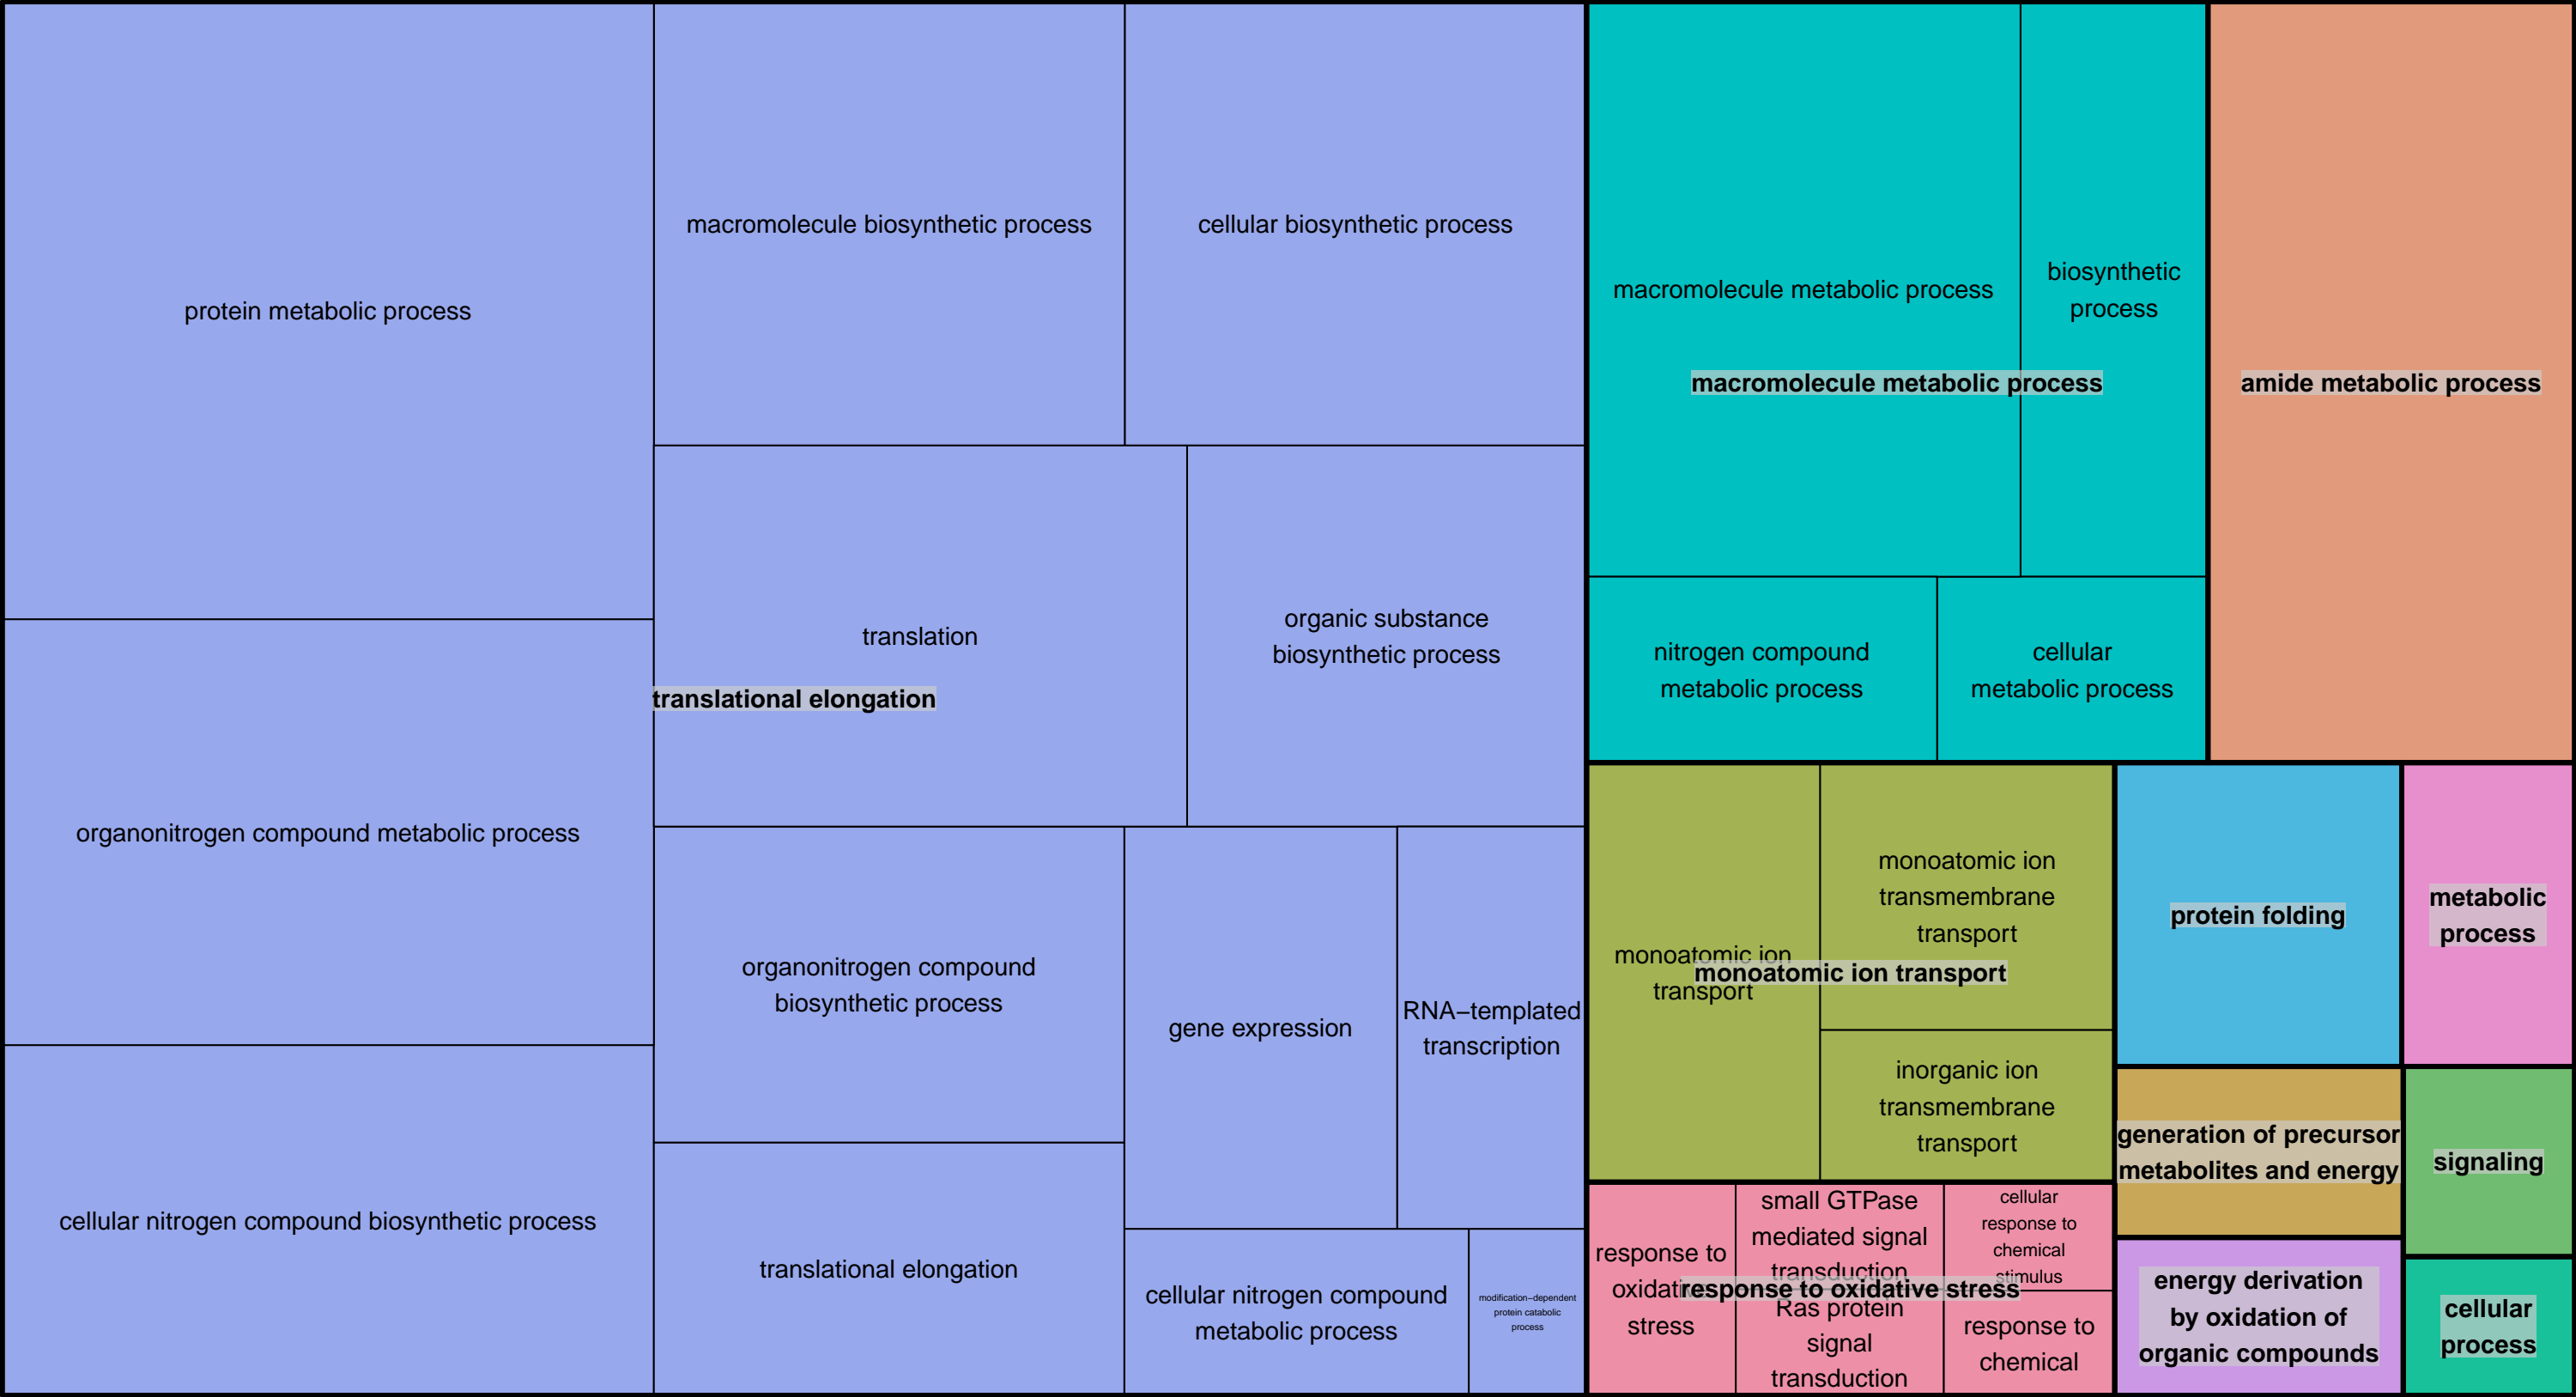 protein metabolic process
organonitrogen compound metabolic process
cellular nitrogen compound biosynthetic process
macromolecule biosynthetic process
cellular biosynthetic process
translation
organic substance
biosynthetic process
translational elongation
organonitrogen compound
biosynthetic process
gene expression
RNA−templated
transcription
translational elongation
cellular nitrogen compound
metabolic process
modification−dependent
protein catabolic
process
macromolecule metabolic process
biosynthetic
process
macromolecule metabolic process
nitrogen compound
metabolic process
cellular
metabolic process
amide metabolic process
monoatomic ion
transport
monoatomic ion
transmembrane
transport
monoatomic ion transport
inorganic ion
transmembrane
transport
response to
oxidative
stress
small GTPase
mediated signal
transduction
cellular
response to
chemical
stimulus
response to oxidative stress
Ras protein
signal
transduction
response to
chemical
protein folding
metabolic
process
generation of precursor
metabolites and energy
signaling
energy derivation
by oxidation of
organic compounds
cellular
process